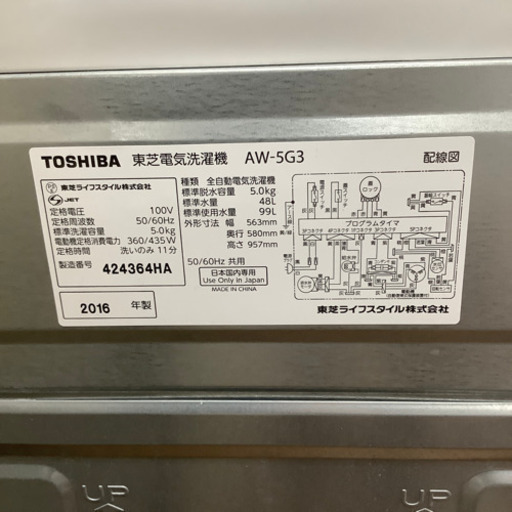 TOSHIBA 東芝電気洗濯機 AW-5G3 配線図
東芝ライフスタイル株式会社
JET
定格電圧 100V
定格周波数 50/60Hz
標準洗濯容量 5.0kg
電動機定格消費電力 360/435W
定格時間 洗いのみ 11分
製造番号 424364HA
2016 年製
種類 全自動電気洗濯機
標準脱水容量 5.0kg
標準水量 48L
標準使用水量 99L
外形寸法 幅 563mm
奥行 580mm
高さ 957mm
50/60Hz 共用
日本国内専用
Use Only in Japan
MADE IN CHINA
プログラムタイマ
東芝ライフスタイル株式会社
UP
UP